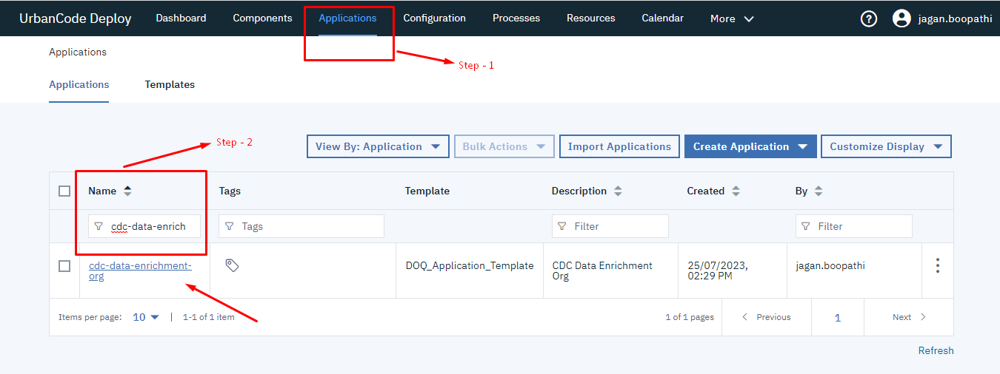 UrbanCode Deploy Dashboard Components Applications Configuration Processes Resources Calendar More jagan.boopathi
Applications
Step - 1
Applications Templates
Step - 2
View By: Application Bulk Actions Import Applications Create Application Customize Display
Name Tags Template Description Created By
cdc-data-enrich Tags Filter Filter
cdc-data-enrichment- DOQ_Application_Template CDC Data Enrichment 25/07/2023, jagan.boopathi
org Org 02:29 PM
Items per page: 10 1-1 of 1 item 1 of 1 pages Previous 1 Next
Refresh